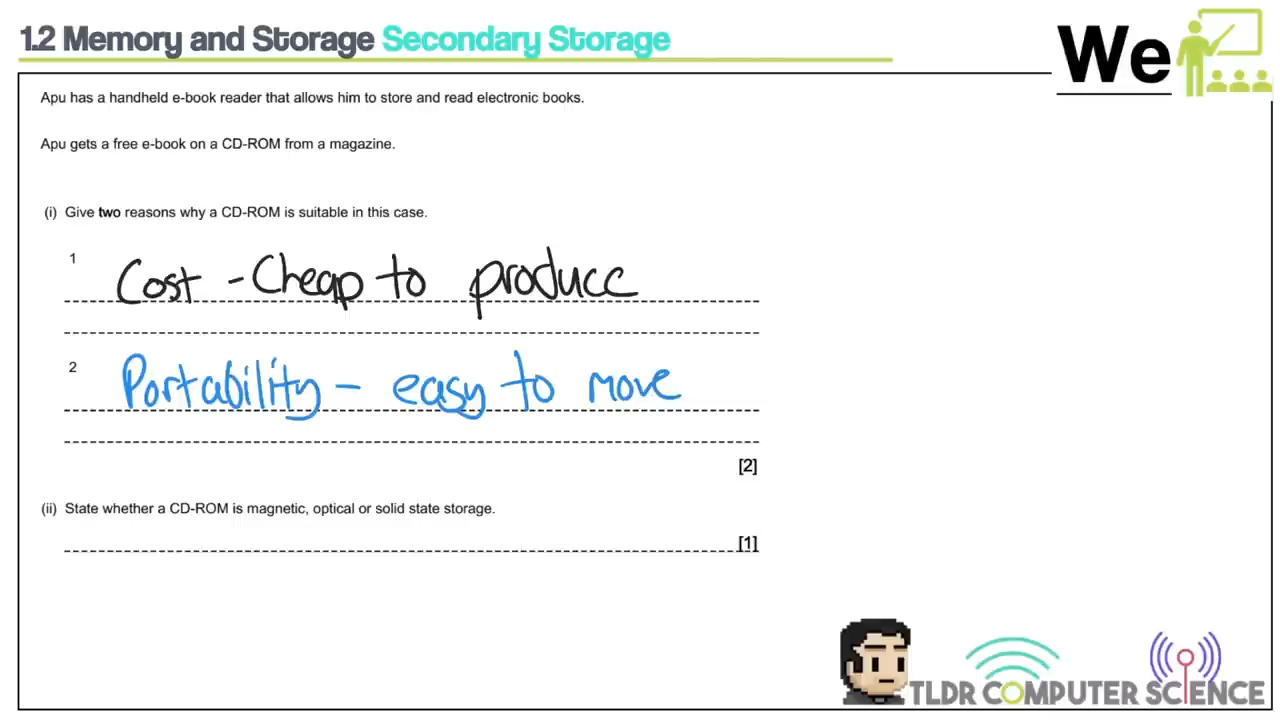 1.2 Memory and Storage Secondary Storage
We
Apu has a handheld e-book reader that allows him to store and read electronic books.
Apu gets a free e-book on a CD-ROM from a magazine.
(i) Give two reasons why a CD-ROM is suitable in this case.
1
Cost - Cheap to produce
2
Portability - easy to move
[2]
(ii) State whether a CD-ROM is magnetic, optical or solid state storage.
[1]
TLDR COMPUTER SCIENCE